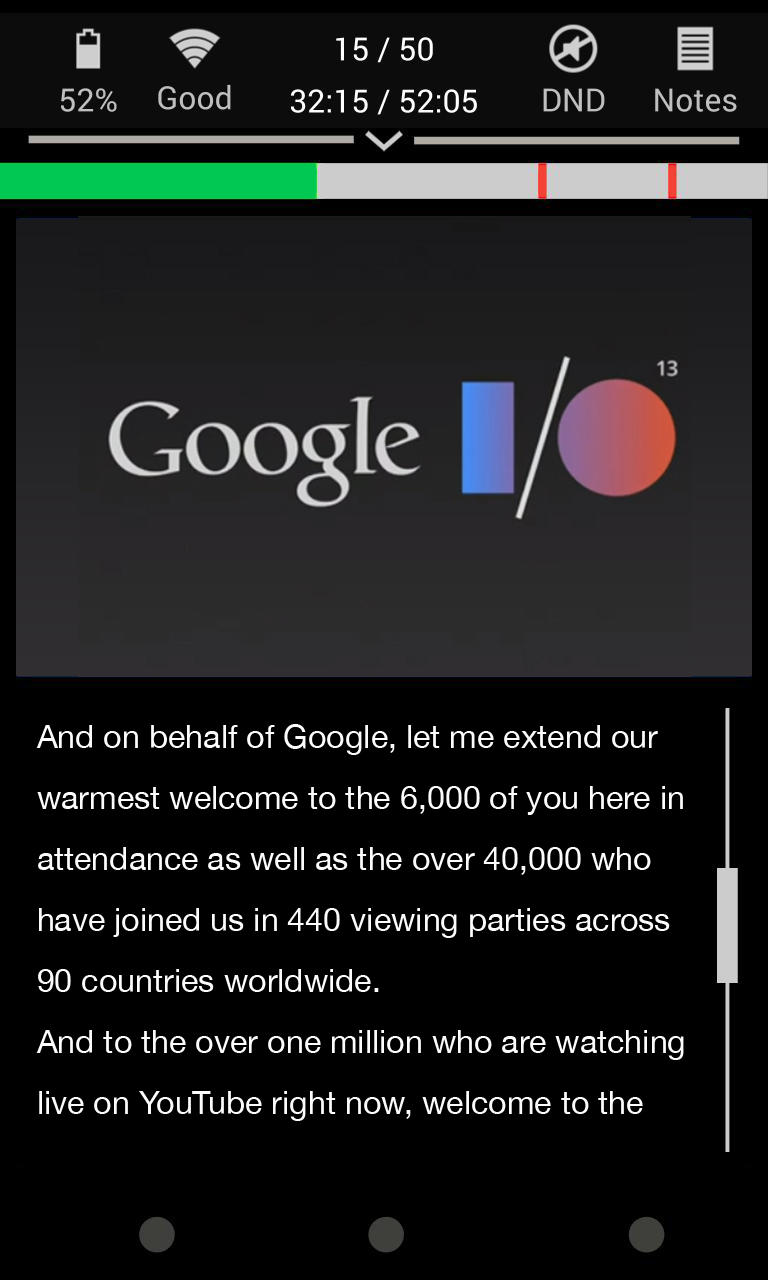 15 / 50
52% Good 32:15 / 52:05 DND Notes
Google I/O 13
And on behalf of Google, let me extend our
warmest welcome to the 6,000 of you here in
attendance as well as the over 40,000 who
have joined us in 440 viewing parties across
90 countries worldwide.
And to the over one million who are watching
live on YouTube right now, welcome to the